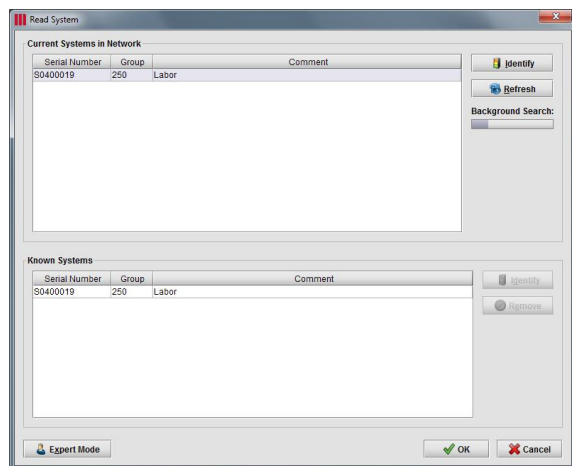 Read System
Current Systems in Network
Serial Number Group Comment
S0400019 250 Labor
Identify
Refresh
Background Search:
Known Systems
Serial Number Group Comment
S0400019 250 Labor
Identify
Remove
Expert Mode
OK
Cancel